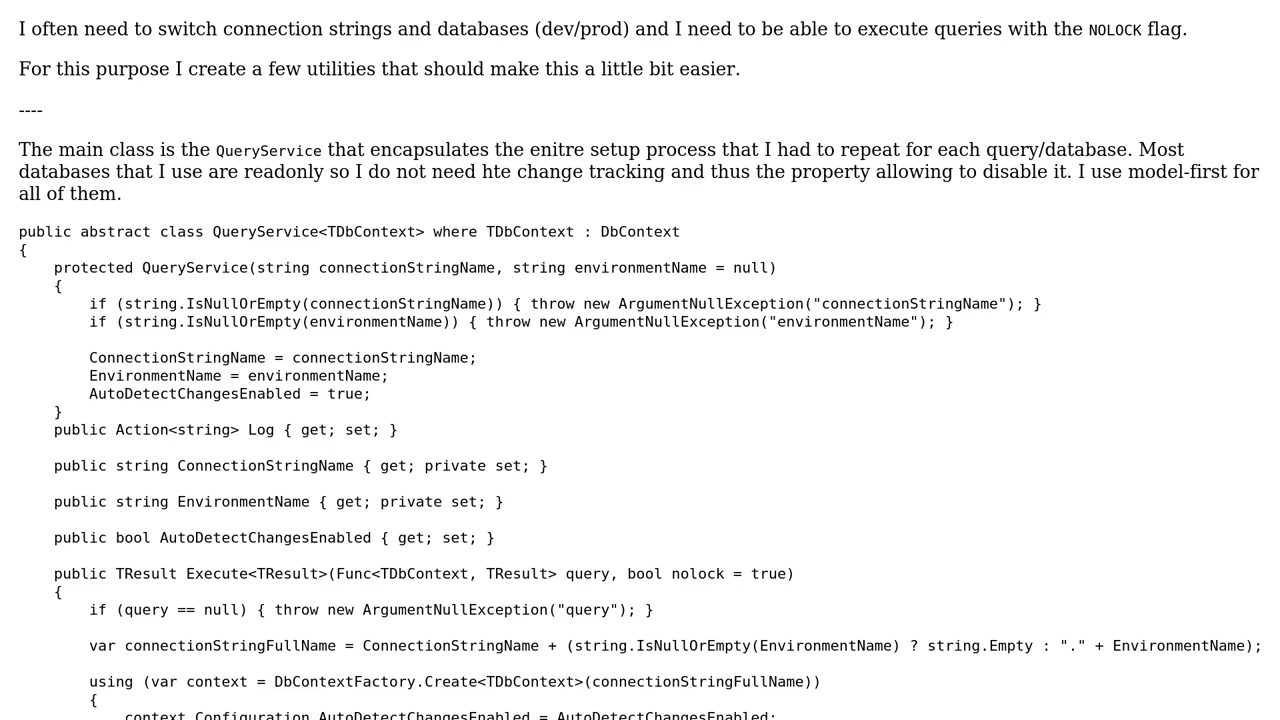 I often need to switch connection strings and databases (dev/prod) and I need to be able to execute queries with the NOLOCK flag.
For this purpose I create a few utilities that should make this a little bit easier.
----
The main class is the QueryService that encapsulates the enitre setup process that I had to repeat for each query/database. Most
databases that I use are readonly so I do not need hte change tracking and thus the property allowing to disable it. I use model-first for
all of them.
public abstract class QueryService<TDbContext> where TDbContext : DbContext
{
    protected QueryService(string connectionStringName, string environmentName = null)
    {
        if (string.IsNullOrEmpty(connectionStringName)) { throw new ArgumentNullException("connectionStringName"); }
        if (string.IsNullOrEmpty(environmentName)) { throw new ArgumentNullException("environmentName"); }
        ConnectionStringName = connectionStringName;
        EnvironmentName = environmentName;
        AutoDetectChangesEnabled = true;
    }
    public Action<string> Log { get; set; }
    public string ConnectionStringName { get; private set; }
    public string EnvironmentName { get; private set; }
    public bool AutoDetectChangesEnabled { get; set; }
    public TResult Execute<TResult>(Func<TDbContext, TResult> query, bool nolock = true)
    {
        if (query == null) { throw new ArgumentNullException("query"); }
        var connectionStringFullName = ConnectionStringName + (string.IsNullOrEmpty(EnvironmentName) ? string.Empty : "." + EnvironmentName);
        using (var context = DbContextFactory.Create<TDbContext>(connectionStringFullName))
        {
            context.Configuration.AutoDetectChangesEnabled = AutoDetectChangesEnabled;